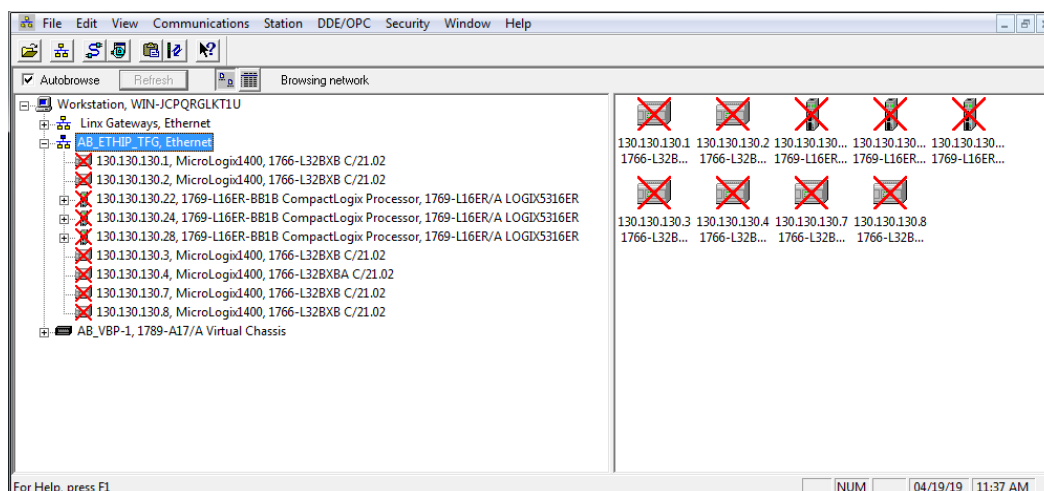 File Edit View Communications Station DDE/OPC Security Window Help
Autobrowse Refresh Browsing network
Workstation, WIN-JCPQRGLKT1U
Linx Gateways, Ethernet
AB_ETHIP_TFG, Ethernet
130.130.130.1, MicroLogix1400, 1766-L32BXB C/21.02
130.130.130.2, MicroLogix1400, 1766-L32BXB C/21.02
130.130.130.22, 1769-L16ER-BB1B CompactLogix Processor, 1769-L16ER/A LOGIX5316ER
130.130.130.24, 1769-L16ER-BB1B CompactLogix Processor, 1769-L16ER/A LOGIX5316ER
130.130.130.28, 1769-L16ER-BB1B CompactLogix Processor, 1769-L16ER/A LOGIX5316ER
130.130.130.3, MicroLogix1400, 1766-L32BXB C/21.02
130.130.130.4, MicroLogix1400, 1766-L32BXBA C/21.02
130.130.130.7, MicroLogix1400, 1766-L32BXB C/21.02
130.130.130.8, MicroLogix1400, 1766-L32BXB C/21.02
AB_VBP-1, 1789-A17/A Virtual Chassis
130.130.130.1 130.130.130.2 130.130.130... 130.130.130... 130.130.130...
1766-L32B... 1766-L32B... 1769-L16ER... 1769-L16ER... 1769-L16ER...
130.130.130.3 130.130.130.4 130.130.130.7 130.130.130.8
1766-L32B... 1766-L32B... 1766-L32B... 1766-L32B...
For Help, press F1 NUM 04/19/19 11:37 AM